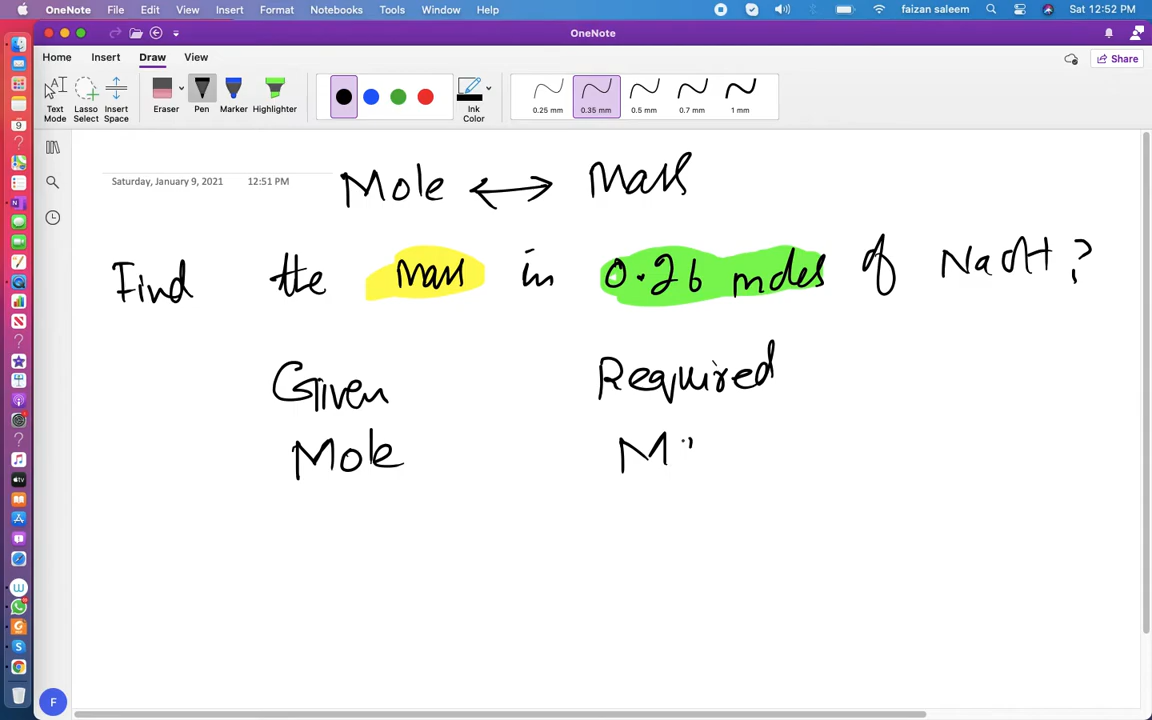 OneNote File Edit View Insert Format Notebooks Tools Window Help faizan saleem Sat 12:52 PM
OneNote
Home Insert Draw View Share
Text Mode Lasso Select Insert Space Eraser Pen Marker Highlighter Ink Color 0.25 mm 0.35 mm 0.5 mm 0.7 mm 1 mm
Saturday, January 9, 2021 12:51 PM
Mole ↔ Mass
Find the mass in 0.26 moles of NaOH ?
Given Required
Mole M
F